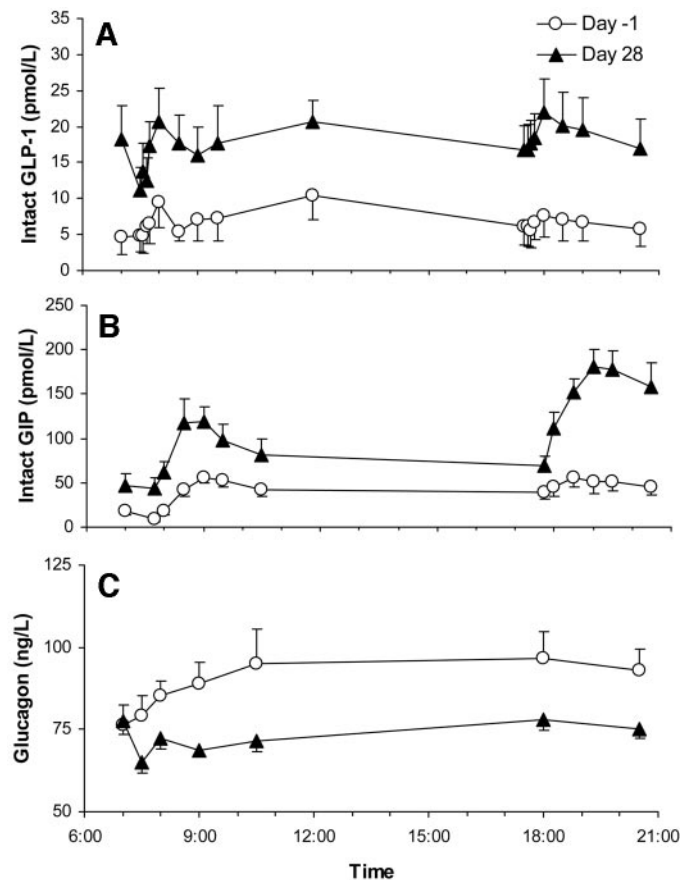 A
Day -1
Day 28
Intact GLP-1 (pmol/L)
35
30
25
20
15
10
5
0
B
Intact GIP (pmol/L)
250
200
150
100
50
0
C
Glucagon (ng/L)
125
100
75
50
6:00 9:00 12:00 15:00 18:00 21:00
Time